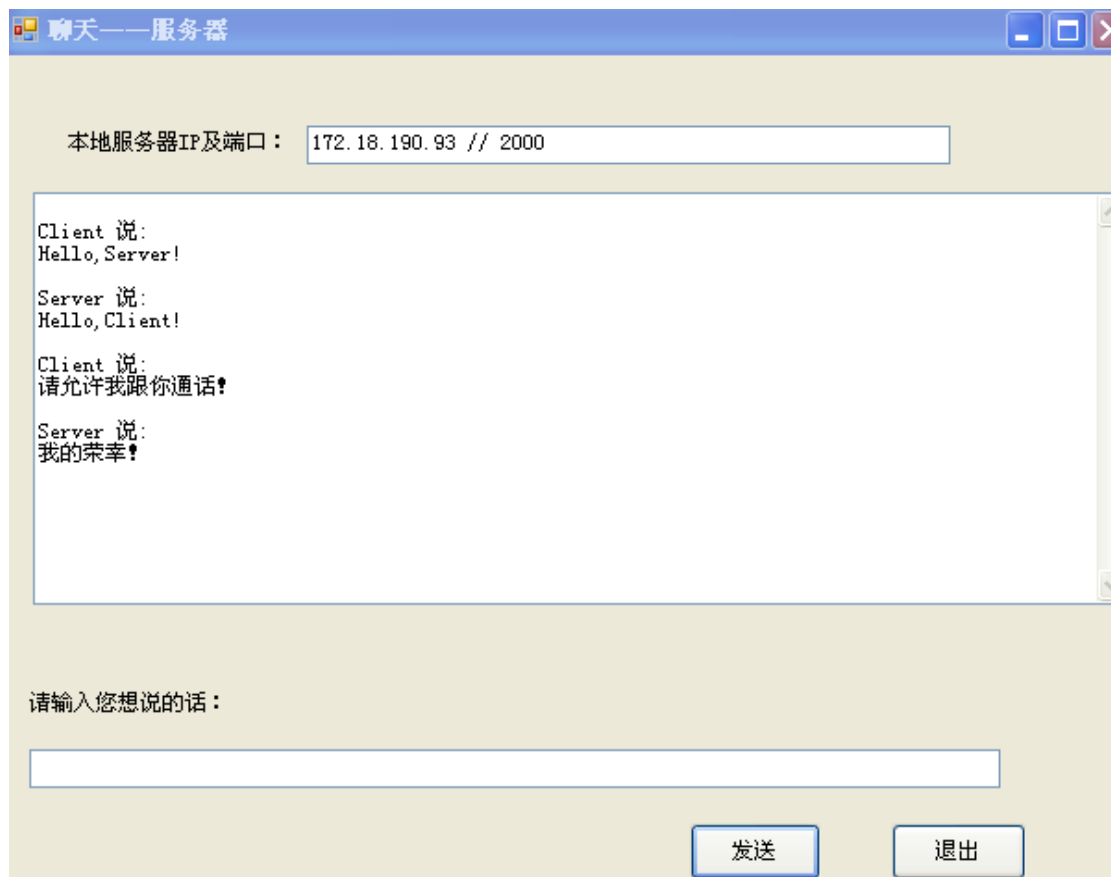 聊天——服务器
本地服务器IP及端口： 172.18.190.93 // 2000
Client 说:
Hello,Server!
Server 说:
Hello,Client!
Client 说:
请允许我跟你通话!
Server 说:
我的荣幸!
请输入您想说的话：
发送 退出